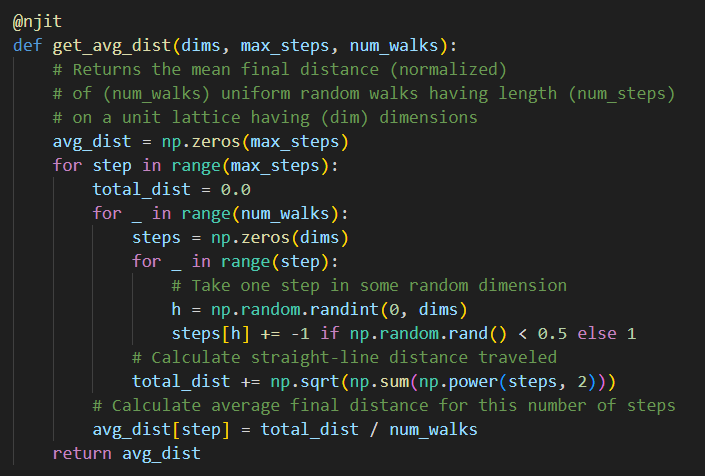 @njit
def get_avg_dist(dims, max_steps, num_walks):
    # Returns the mean final distance (normalized)
    # of (num_walks) uniform random walks having length (num_steps)
    # on a unit lattice having (dim) dimensions
    avg_dist = np.zeros(max_steps)
    for step in range(max_steps):
        total_dist = 0.0
        for _ in range(num_walks):
            steps = np.zeros(dims)
            for _ in range(step):
                # Take one step in some random dimension
                h = np.random.randint(0, dims)
                steps[h] += -1 if np.random.rand() < 0.5 else 1
            # Calculate straight-line distance traveled
            total_dist += np.sqrt(np.sum(np.power(steps, 2)))
        # Calculate average final distance for this number of steps
        avg_dist[step] = total_dist / num_walks
    return avg_dist